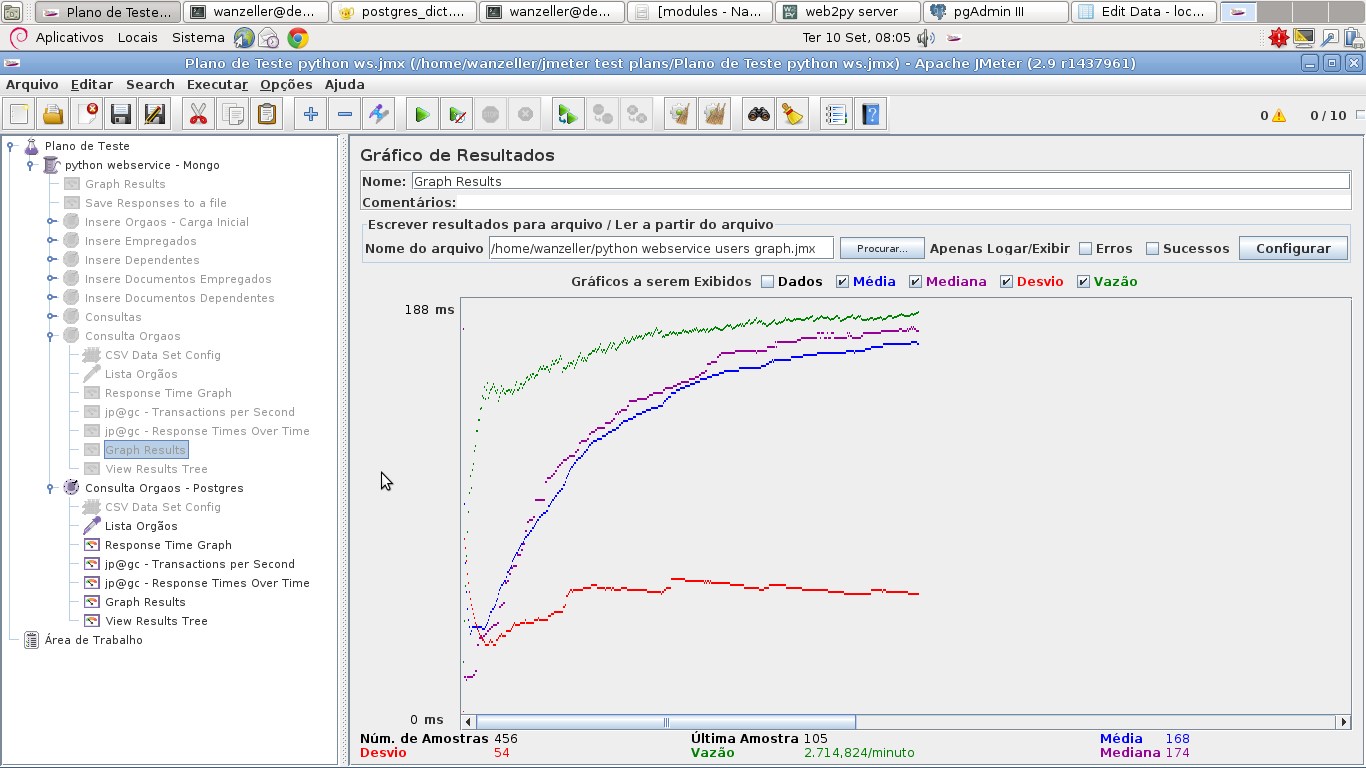 Plano de Teste... wanzeller@de... postgres_dict.... wanzeller@de... [modules - Na... web2py server pgAdmin III Edit Data - loc...
Aplicativos Locais Sistema Ter 10 Set, 08:05
Plano de Teste python ws.jmx (/home/wanzeller/jmeter test plans/Plano de Teste python ws.jmx) - Apache JMeter (2.9 r1437961)
Arquivo Editar Search Executar Opções Ajuda
0 0 / 10
Plano de Teste
python webservice - Mongo
Graph Results
Save Responses to a file
Insere Orgaos - Carga Inicial
Insere Empregados
Insere Dependentes
Insere Documentos Empregados
Insere Documentos Dependentes
Consultas
Consulta Orgaos
CSV Data Set Config
Lista Orgãos
Response Time Graph
jp@gc - Transactions per Second
jp@gc - Response Times Over Time
Graph Results
View Results Tree
Consulta Orgaos - Postgres
CSV Data Set Config
Lista Orgãos
Response Time Graph
jp@gc - Transactions per Second
jp@gc - Response Times Over Time
Graph Results
View Results Tree
Área de Trabalho
Gráfico de Resultados
Nome: Graph Results
Comentários:
Escrever resultados para arquivo / Ler a partir do arquivo
Nome do arquivo /home/wanzeller/python webservice users graph.jmx Procurar... Apenas Logar/Exibir Erros Sucessos Configurar
Gráficos a serem Exibidos Dados Média Mediana Desvio Vazão
188 ms
0 ms
Núm. de Amostras 456 Última Amostra 105 Média 168
Desvio 54 Vazão 2.714,824/minuto Mediana 174